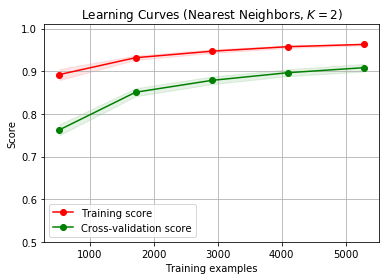 Learning Curves (Nearest Neighbors, K = 2)
1.0
0.9
0.8
0.7
0.6
0.5
Score
Training score
Cross-validation score
1000 2000 3000 4000 5000
Training examples